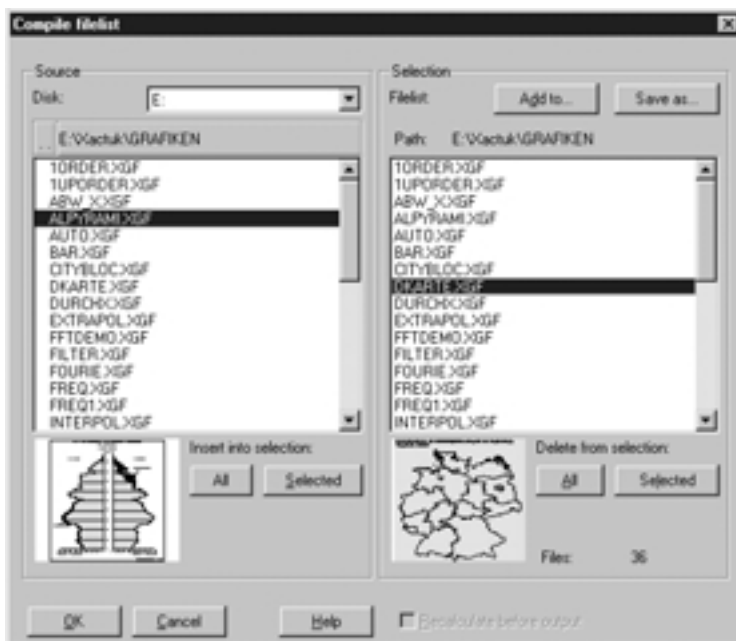 Compile filelist
Source
Disk: E:
.. E:\Xactuk\GRAFIKEN
1ORDER.XGF
1UPORDER.XGF
ABW_X.XGF
ALPYRAMI.XGF
AUTO.XGF
BAR.XGF
CITYBLOC.XGF
DKARTE.XGF
DURCHX.XGF
EXTRAPOL.XGF
FFTDEMO.XGF
FILTER.XGF
FOURIE.XGF
FREQ.XGF
FREQ1.XGF
INTERPOL.XGF
Insert into selection:
All Selected
Selection
Filelist: Add to... Save as...
Path: E:\Xactuk\GRAFIKEN
1ORDER.XGF
1UPORDER.XGF
ABW_X.XGF
ALPYRAMI.XGF
AUTO.XGF
BAR.XGF
CITYBLOC.XGF
DKARTE.XGF
DURCHX.XGF
EXTRAPOL.XGF
FFTDEMO.XGF
FILTER.XGF
FOURIE.XGF
FREQ.XGF
FREQ1.XGF
INTERPOL.XGF
Delete from selection:
All Selected
Files: 36
OK Cancel Help Recalculate before output